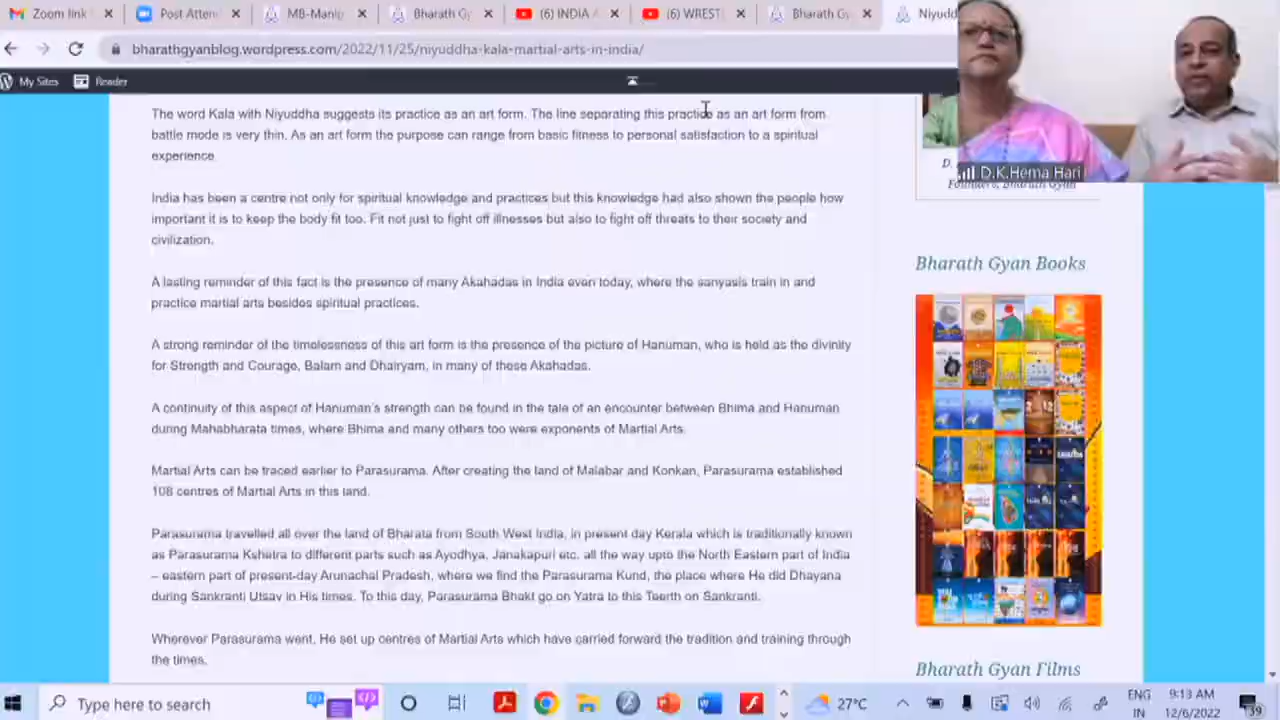 Zoom link
Post Atten
MB-Manip
Bharath Gy
(6) INDIA A
(6) WREST
Bharath Gy
Niyudd
bharathgyanblog.wordpress.com/2022/11/25/niyuddha-kala-martial-arts-in-india/
My Sites
Reader
The word Kala with Niyuddha suggests its practice as an art form. The line separating this practice as an art form from
battle mode is very thin. As an art form the purpose can range from basic fitness to personal satisfaction to a spiritual
experience.
India has been a centre not only for spiritual knowledge and practices but this knowledge had also shown the people how
important it is to keep the body fit too. Fit not just to fight off illnesses but also to fight off threats to their society and
civilization.
A lasting reminder of this fact is the presence of many Akahadas in India even today, where the sanyasis train in and
practice martial arts besides spiritual practices.
A strong reminder of the timelessness of this art form is the presence of the picture of Hanuman, who is held as the divinity
for Strength and Courage, Balam and Dhairyam, in many of these Akahadas.
A continuity of this aspect of Hanuman's strength can be found in the tale of an encounter between Bhima and Hanuman
during Mahabharata times, where Bhima and many others too were exponents of Martial Arts.
Martial Arts can be traced earlier to Parasurama. After creating the land of Malabar and Konkan, Parasurama established
108 centres of Martial Arts in this land.
Parasurama travelled all over the land of Bharata from South West India, in present day Kerala which is traditionally known
as Parasurama Kshetra to different parts such as Ayodhya, Janakapuri etc. all the way upto the North Eastern part of India
– eastern part of present-day Arunachal Pradesh, where we find the Parasurama Kund, the place where He did Dhayana
during Sankranti Utsav in His times. To this day, Parasurama Bhakt go on Yatra to this Teerth on Sankranti.
Wherever Parasurama went, He set up centres of Martial Arts which have carried forward the tradition and training through
the times.
D.K.Hema Hari
Founders, Bharath Gyan
Bharath Gyan Books
Bharath Gyan Films
Type here to search
27°C
ENG
IN
9:13 AM
12/6/2022
39